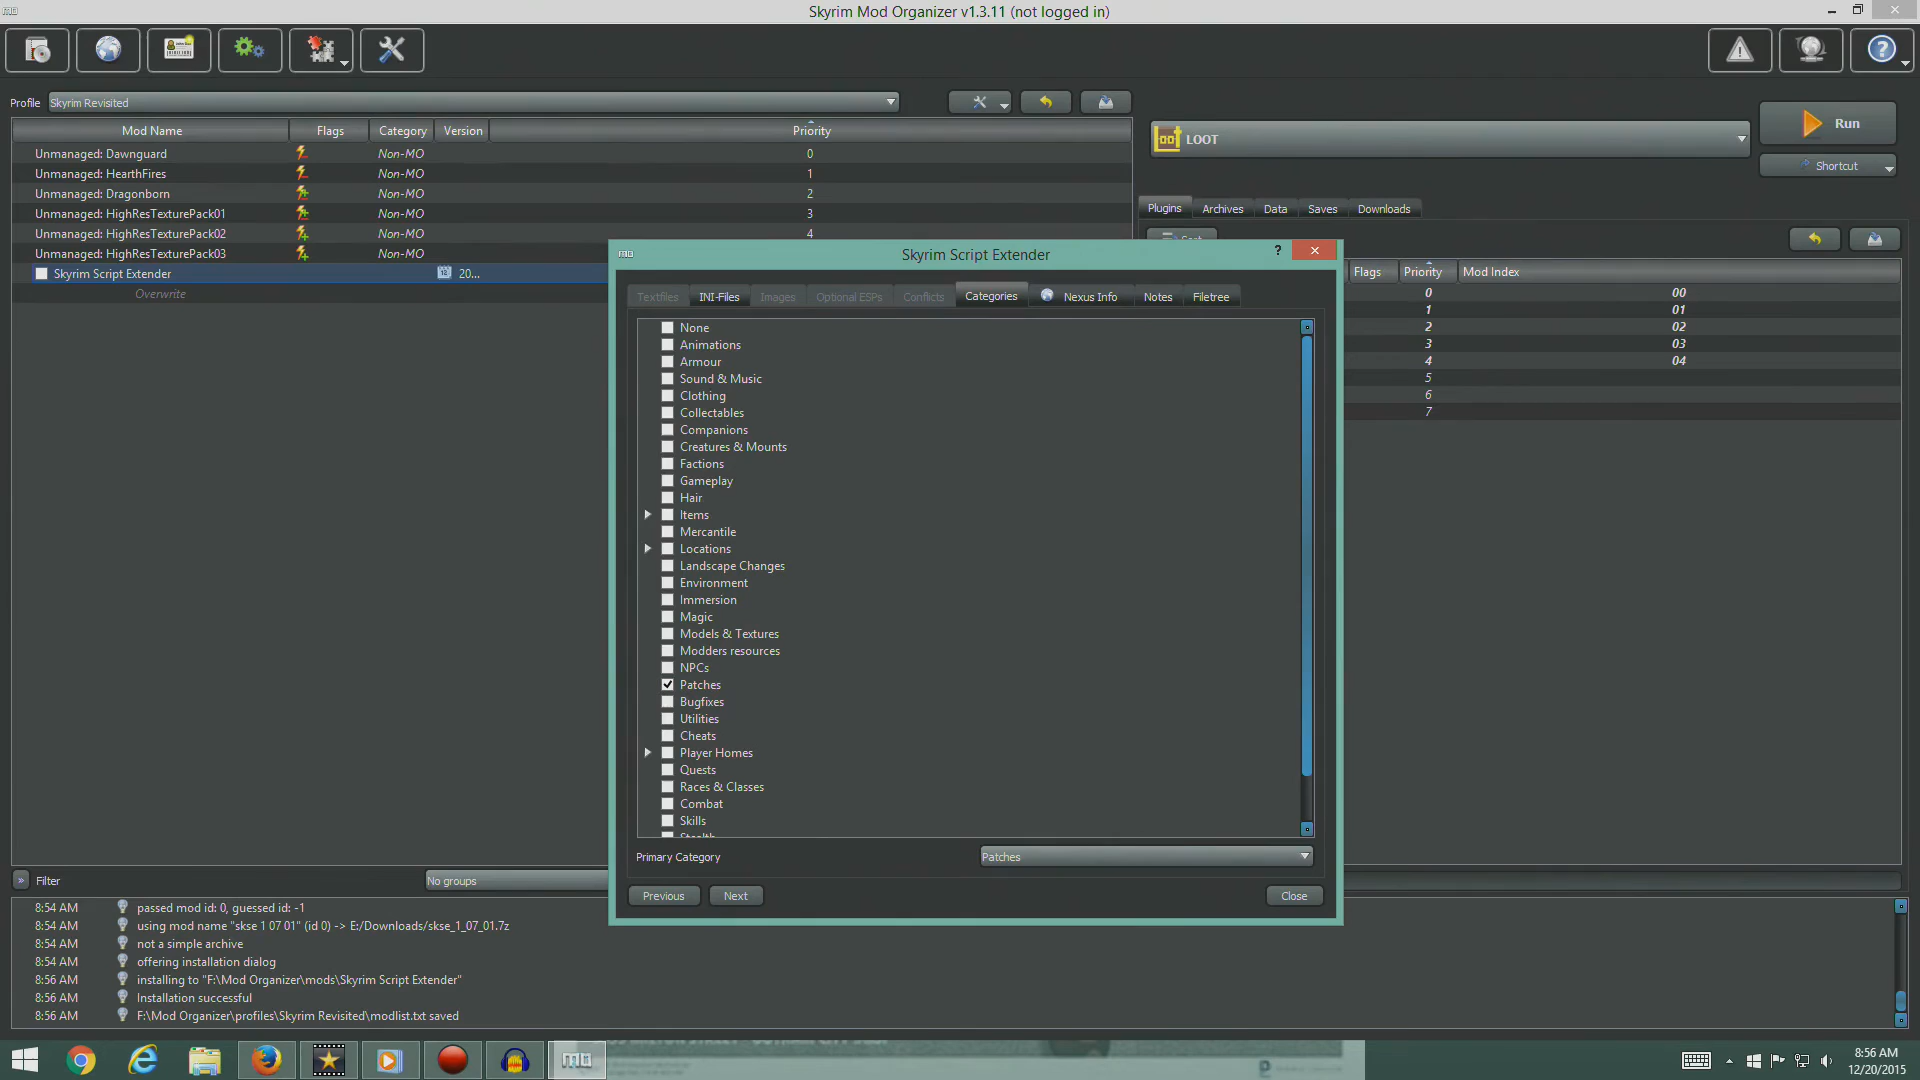 Skyrim Mod Organizer v1.3.11 (not logged in)
Profile
Skyrim Revisited
Mod Name Flags Category Version Priority
Unmanaged: Dawnguard Non-MO 0
Unmanaged: HearthFires Non-MO 1
Unmanaged: Dragonborn Non-MO 2
Unmanaged: HighResTexturePack01 Non-MO 3
Unmanaged: HighResTexturePack02 Non-MO 4
Unmanaged: HighResTexturePack03 Non-MO
Skyrim Script Extender 20...
Overwrite
LOOT
Run
Shortcut
Plugins Archives Data Saves Downloads
Sort
Flags Priority Mod Index
0 00
1 01
2 02
3 03
4 04
5
6
7
Skyrim Script Extender
Textfiles INI-Files Images Optional ESPs Conflicts Categories Nexus Info Notes Filetree
None
Animations
Armour
Sound & Music
Clothing
Collectables
Companions
Creatures & Mounts
Factions
Gameplay
Hair
Items
Mercantile
Locations
Landscape Changes
Environment
Immersion
Magic
Models & Textures
Modders resources
NPCs
Patches
Bugfixes
Utilities
Cheats
Player Homes
Quests
Races & Classes
Combat
Skills
Stealth
Primary Category Patches
Previous Next Close
» Filter No groups
8:54 AM passed mod id: 0, guessed id: -1
8:54 AM using mod name "skse 1 07 01" (id 0) -> E:/Downloads/skse_1_07_01.7z
8:54 AM not a simple archive
8:54 AM offering installation dialog
8:56 AM installing to "F:\Mod Organizer\mods\Skyrim Script Extender"
8:56 AM Installation successful
8:56 AM F:\Mod Organizer\profiles\Skyrim Revisited\modlist.txt saved
8:56 AM
12/20/2015